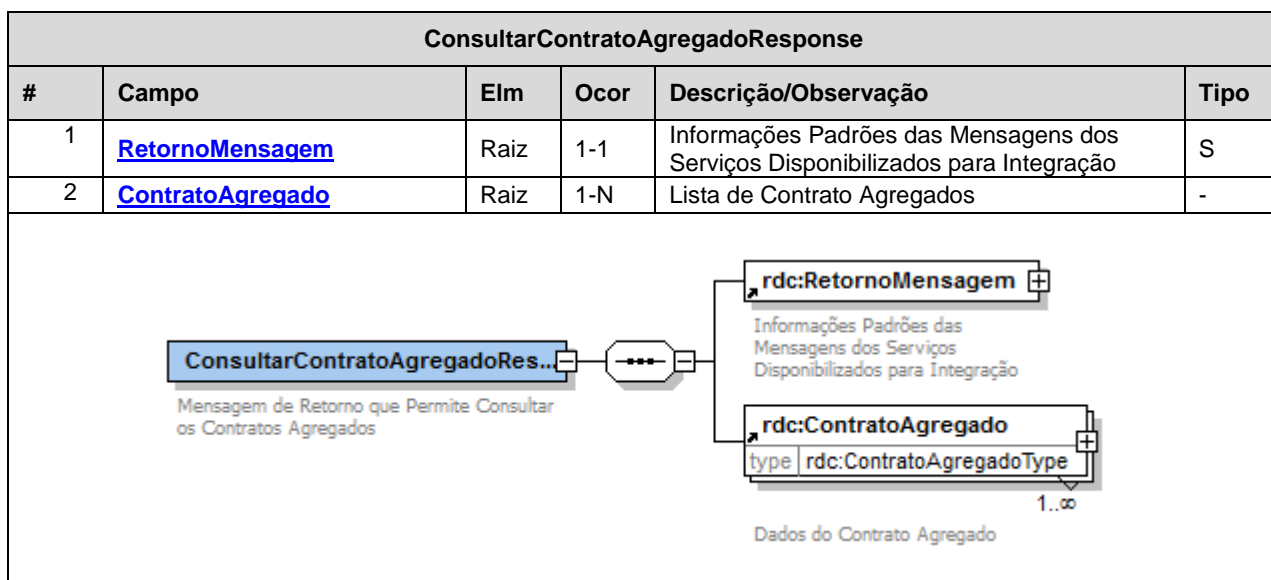 ConsultarContratoAgregadoResponse
# Campo Elm Ocor Descrição/Observação Tipo
1 RetornoMensagem Raiz 1-1 Informações Padrões das Mensagens dos Serviços Disponibilizados para Integração S
2 ContratoAgregado Raiz 1-N Lista de Contrato Agregados -
rdc:RetornoMensagem
Informações Padrões das
Mensagens dos Serviços
Disponibilizados para Integração
ConsultarContratoAgregadoRes...
Mensagem de Retorno que Permite Consultar
os Contratos Agregados
rdc:ContratoAgregado
type rdc:ContratoAgregadoType
1..∞
Dados do Contrato Agregado